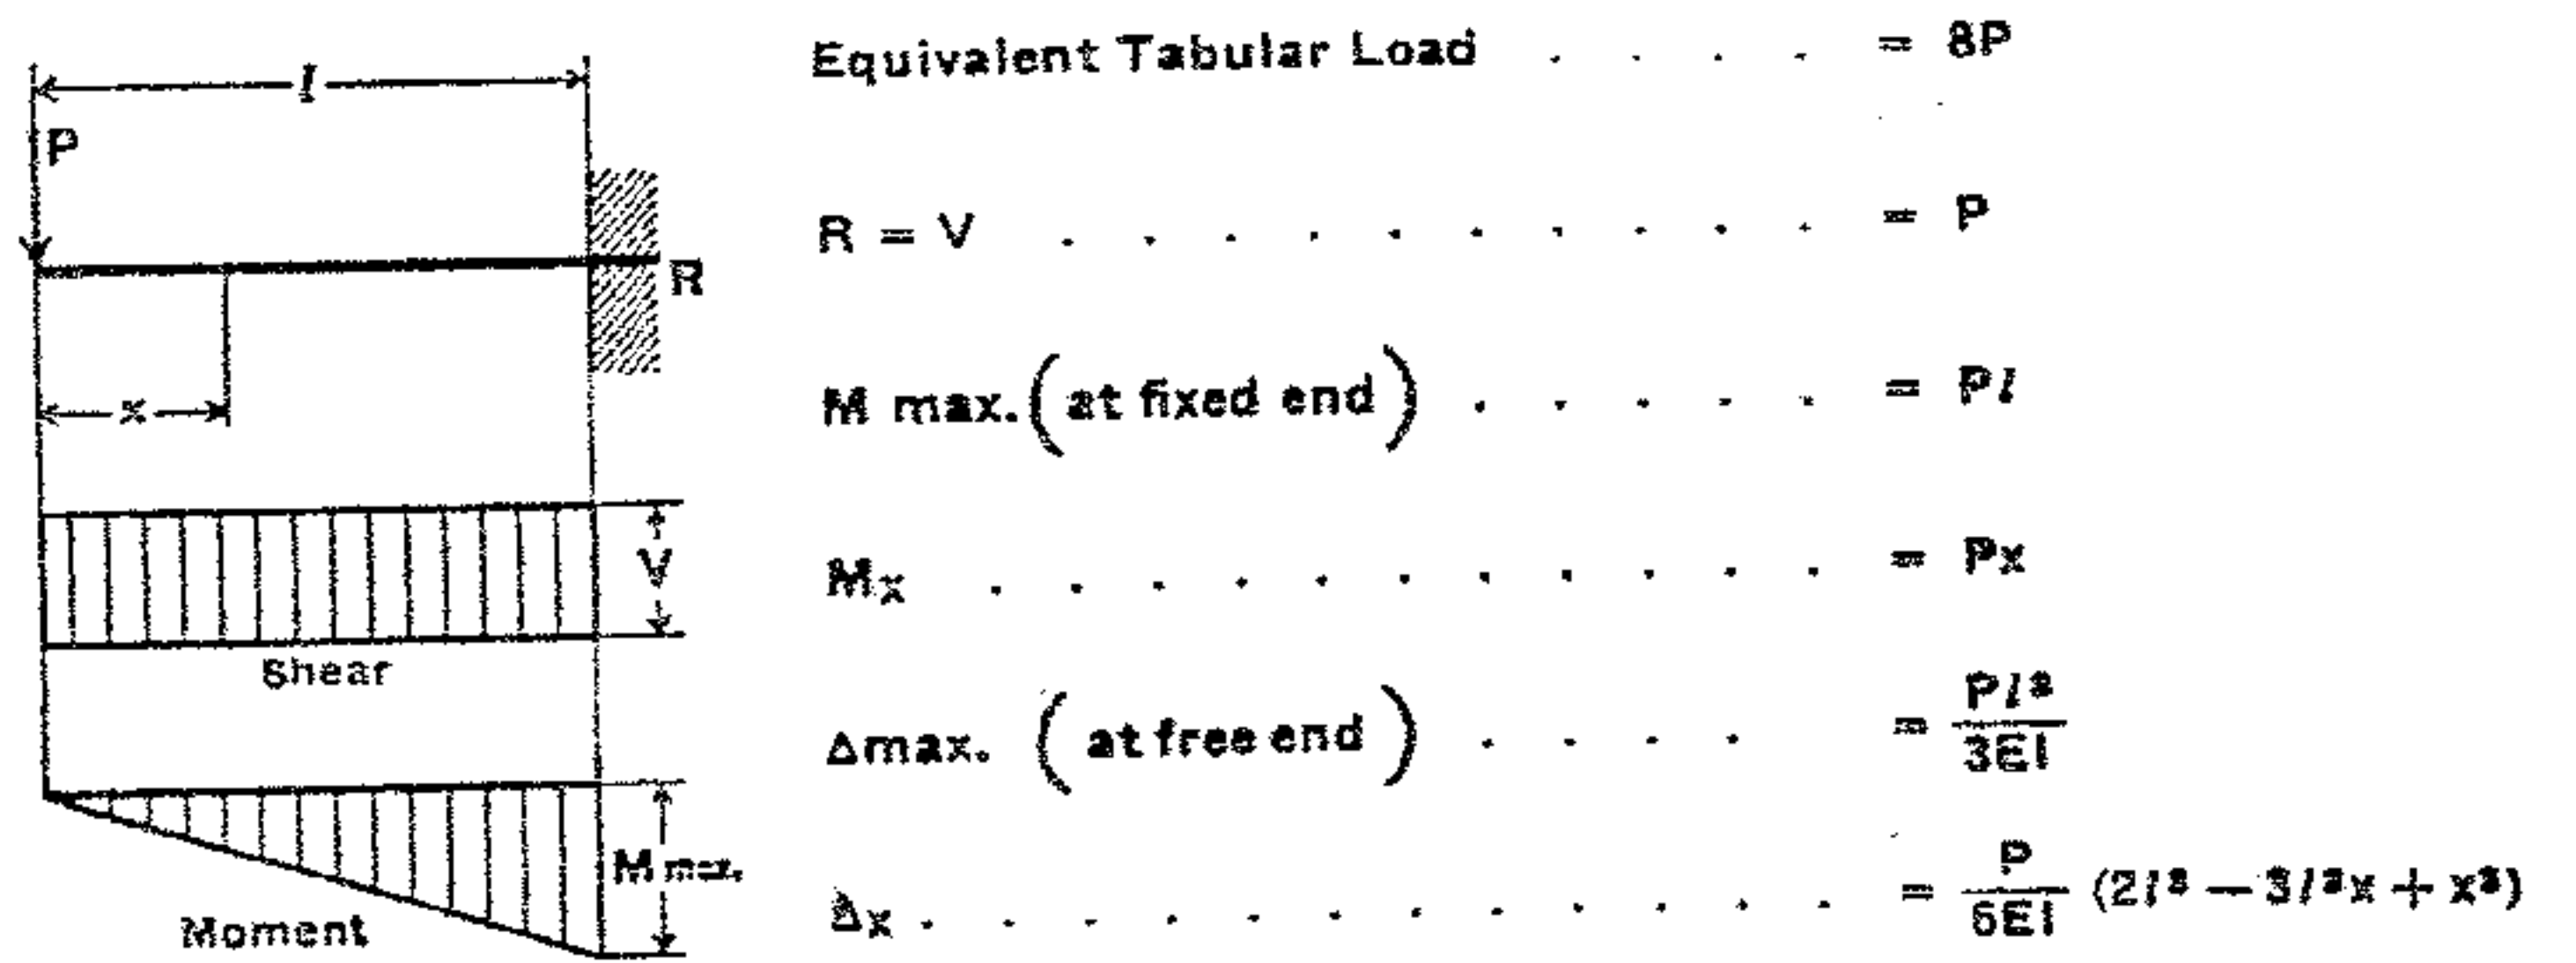 l
P
R
x
V
Shear
M max.
Moment
Equivalent Tabular Load . . . . = 8P
R = V . . . . . . . . . . = P
M max. ( at fixed end ) . . . . . = Pl
Mx . . . . . . . . . . . = Px
Δmax. ( at free end ) . . . . = Pl³ / 3EI
Δx . . . . . . . . . . . . = P / 6EI (2l³ — 3l²x + x³)